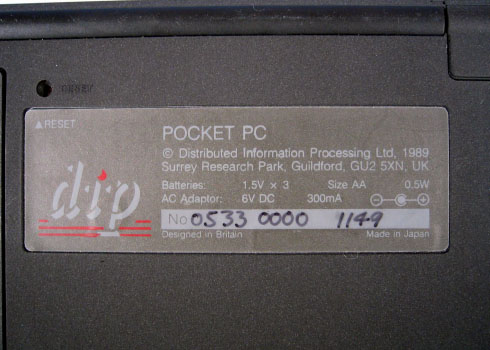 RESET
▲RESET
POCKET PC
© Distributed Information Processing Ltd, 1989
Surrey Research Park, Guildford, GU2 5XN, UK
dip
Batteries: 1.5V × 3 Size AA 0.5W
AC Adaptor: 6V DC 300mA
No 0533 0000 1149
Designed in Britain Made in Japan